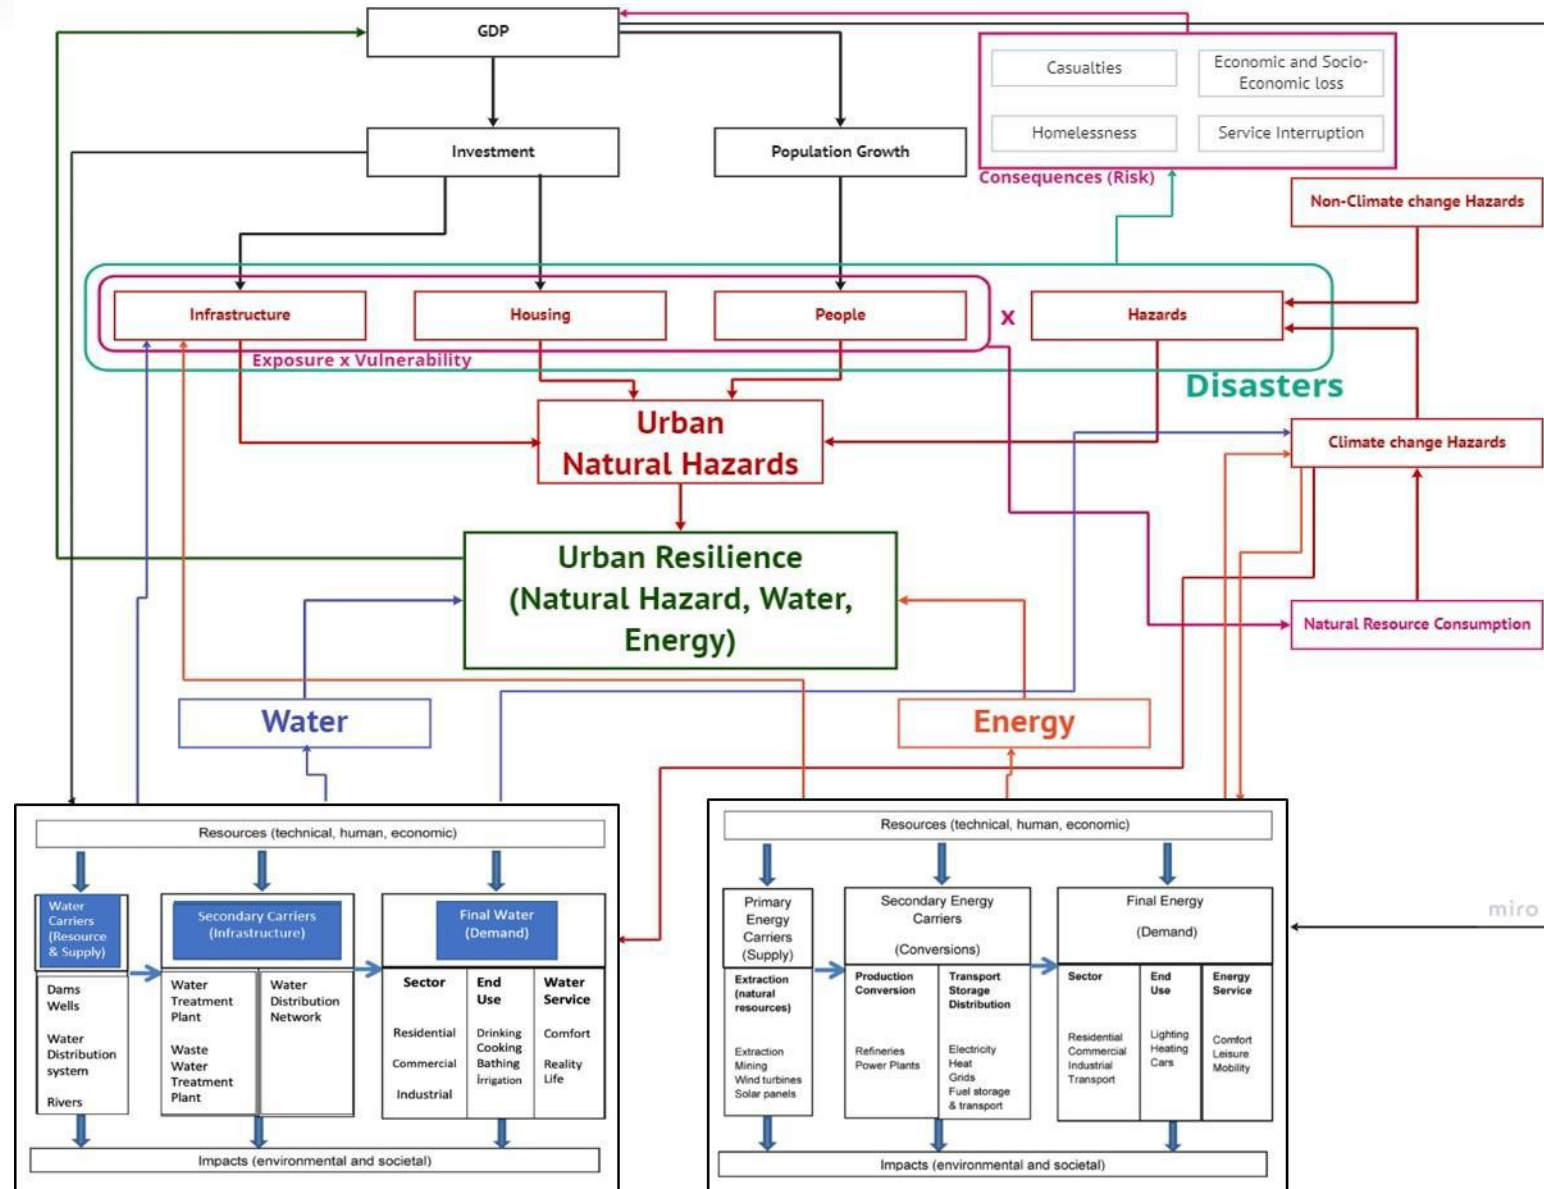 GDP
Investment
Population Growth
Casualties
Economic and Socio-
Economic loss
Homelessness
Service Interruption
Consequences (Risk)
Non-Climate change Hazards
Infrastructure
Housing
People
x
Hazards
Exposure x Vulnerability
Disasters
Urban
Natural Hazards
Climate change Hazards
Urban Resilience
(Natural Hazard, Water,
Energy)
Natural Resource Consumption
Water
Energy
Resources (technical, human, economic)
Water
Carriers
(Resource
& Supply)
Secondary Carriers
(Infrastructure)
Final Water
(Demand)
Dams
Wells
Water
Distribution
system
Rivers
Water
Treatment
Plant
Waste
Water
Treatment
Plant
Water
Distribution
Network
Sector
Residential
Commercial
Industrial
End
Use
Drinking
Cooking
Bathing
İrrigation
Water
Service
Comfort
Reality
Life
Impacts (environmental and societal)
Resources (technical, human, economic)
Primary
Energy
Carriers
(Supply)
Secondary Energy
Carriers
(Conversions)
Final Energy
(Demand)
Extraction
(natural
resources)
Extraction
Mining
Wind turbines
Solar panels
Production
Conversion
Refineries
Power Plants
Transport
Storage
Distribution
Electricity
Heat
Grids
Fuel storage
& transport
Sector
Residential
Commercial
Industrial
Transport
End
Use
Lighting
Heating
Cars
Energy
Service
Comfort
Leisure
Mobility
Impacts (environmental and societal)
miro